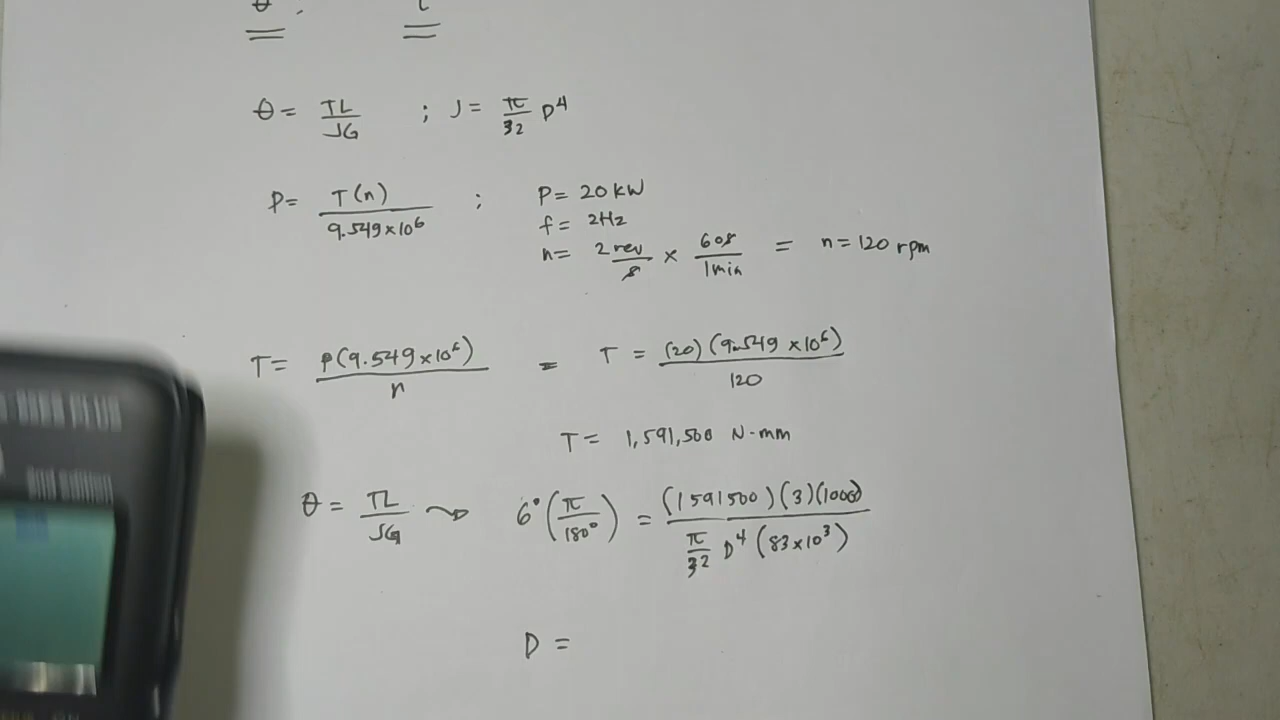 θ = TL/JG ; J = π/32 D⁴
P = T(n)/9.549×10⁶ ; P = 20 kW
f = 2Hz
n = 2 rev/s × 60s/1min = n = 120 rpm
T = P(9.549×10⁶)/n = T = (20)(9.549×10⁶)/120
T = 1,591,500 N·mm
θ = TL/JG ⤳ 6°(π/180°) = (1591500)(3)(1000)/π/32 D⁴(83×10³)
D =